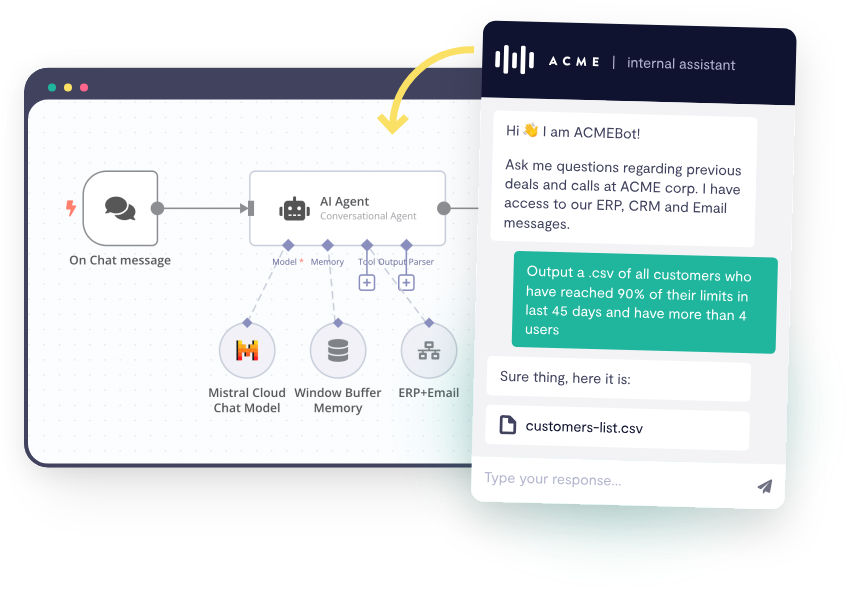 ACME | internal assistant
Hi 👋 I am ACMEBot!
Ask me questions regarding previous
deals and calls at ACME corp. I have
access to our ERP, CRM and Email
messages.
Output a .csv of all customers who
have reached 90% of their limits in
last 45 days and have more than 4
users
Sure thing, here it is:
customers-list.csv
Type your response...
On Chat message
AI Agent
Conversational Agent
Model *
Memory
Tool
Output Parser
Mistral Cloud
Chat Model
Window Buffer
Memory
ERP+Email